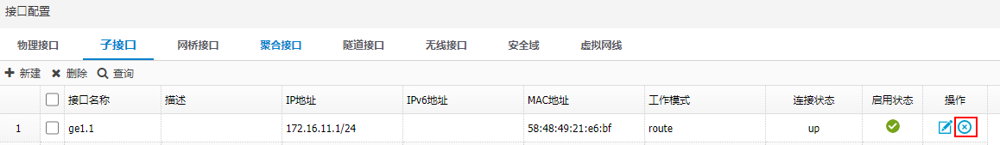 接口配置
物理接口 子接口 网桥接口 聚合接口 隧道接口 无线接口 安全域 虚拟网线
新建 删除 查询
接口名称 描述 IP地址 IPv6地址 MAC地址 工作模式 连接状态 启用状态 操作
1 ge1.1 172.16.11.1/24 58:48:49:21:e6:bf route up